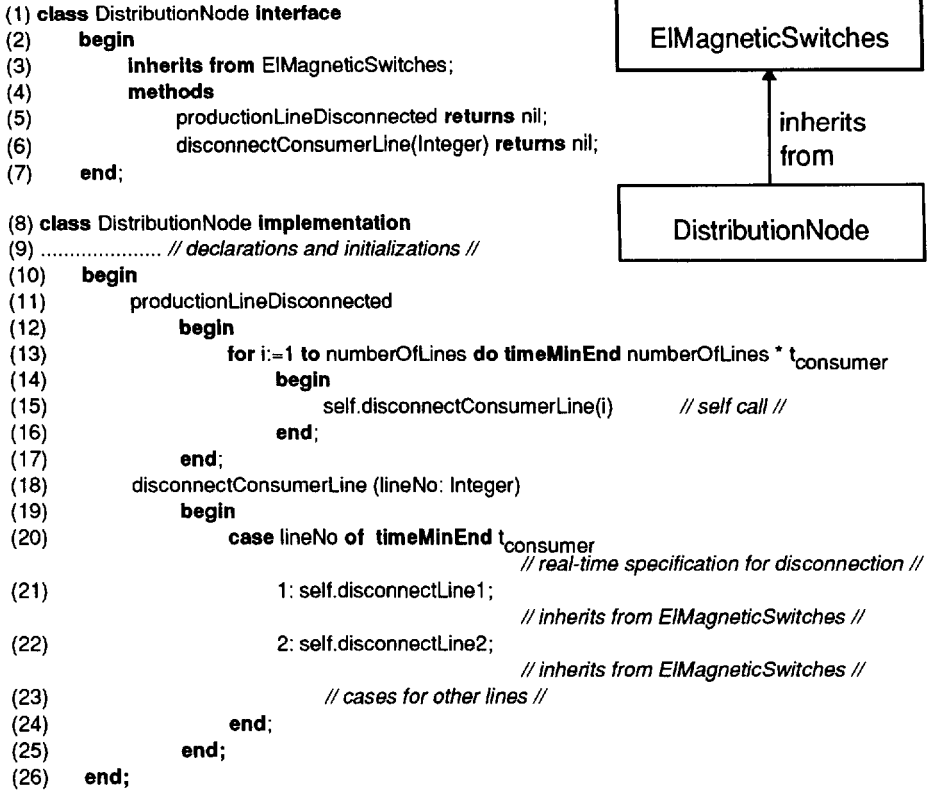 (1) class DistributionNode interface
(2) begin
(3) inherits from ElMagneticSwitches;
(4) methods
(5) productionLineDisconnected returns nil;
(6) disconnectConsumerLine(Integer) returns nil;
(7) end;
ElMagneticSwitches
inherits
from
DistributionNode
(8) class DistributionNode implementation
(9) ..................... // declarations and initializations //
(10) begin
(11) productionLineDisconnected
(12) begin
(13) for i:=1 to numberOfLines do timeMinEnd numberOfLines * tconsumer
(14) begin
(15) self.disconnectConsumerLine(i) // self call //
(16) end;
(17) end;
(18) disconnectConsumerLine (lineNo: Integer)
(19) begin
(20) case lineNo of timeMinEnd tconsumer
// real-time specification for disconnection //
(21) 1: self.disconnectLine1;
// inherits from ElMagneticSwitches //
(22) 2: self.disconnectLine2;
// inherits from ElMagneticSwitches //
(23) // cases for other lines //
(24) end;
(25) end;
(26) end;